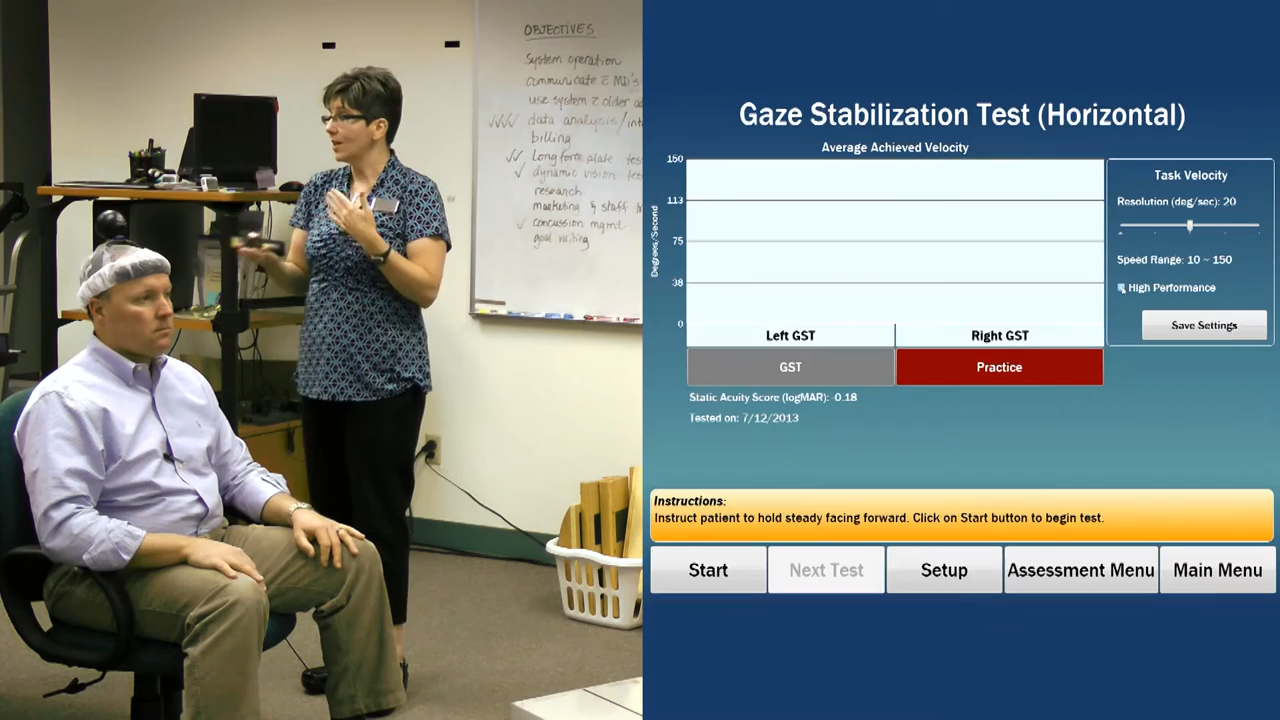 OBJECTIVES
System operation
communicate c̄ MD's
use system c̄ older
data analysis/
billing
Long force plate
dynamic vision
research
marketing & staff
concussion mgmt.
goal writing
Gaze Stabilization Test (Horizontal)
Average Achieved Velocity
Degrees/Second
150
113
75
38
0
Left GST Right GST
GST Practice
Static Acuity Score (logMAR): -0.18
Tested on: 7/12/2013
Task Velocity
Resolution (deg/sec): 20
Speed Range: 10 ~ 150
High Performance
Save Settings
Instructions:
Instruct patient to hold steady facing forward. Click on Start button to begin test.
Start Next Test Setup Assessment Menu Main Menu